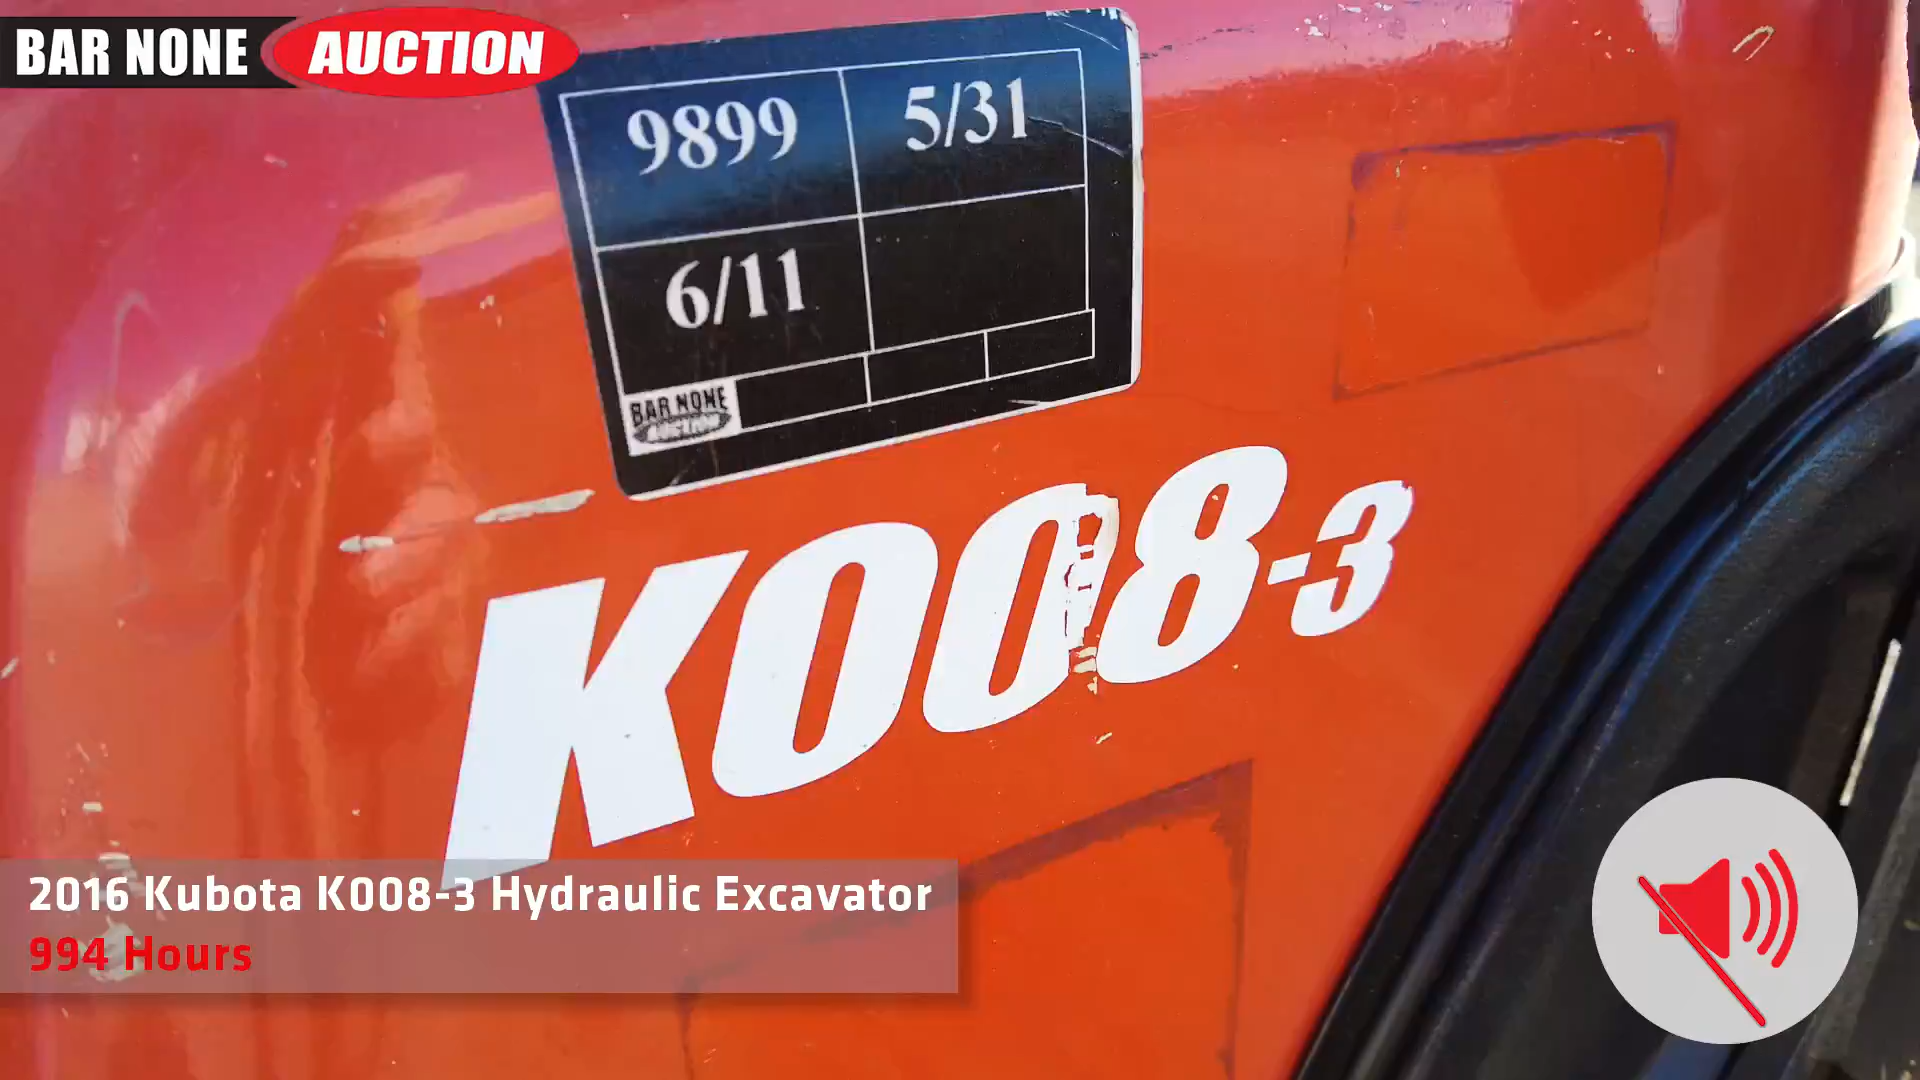 BAR NONE AUCTION
9899 5/31
6/11
BAR NONE
AUCTION
K008-3
2016 Kubota K008-3 Hydraulic Excavator
994 Hours